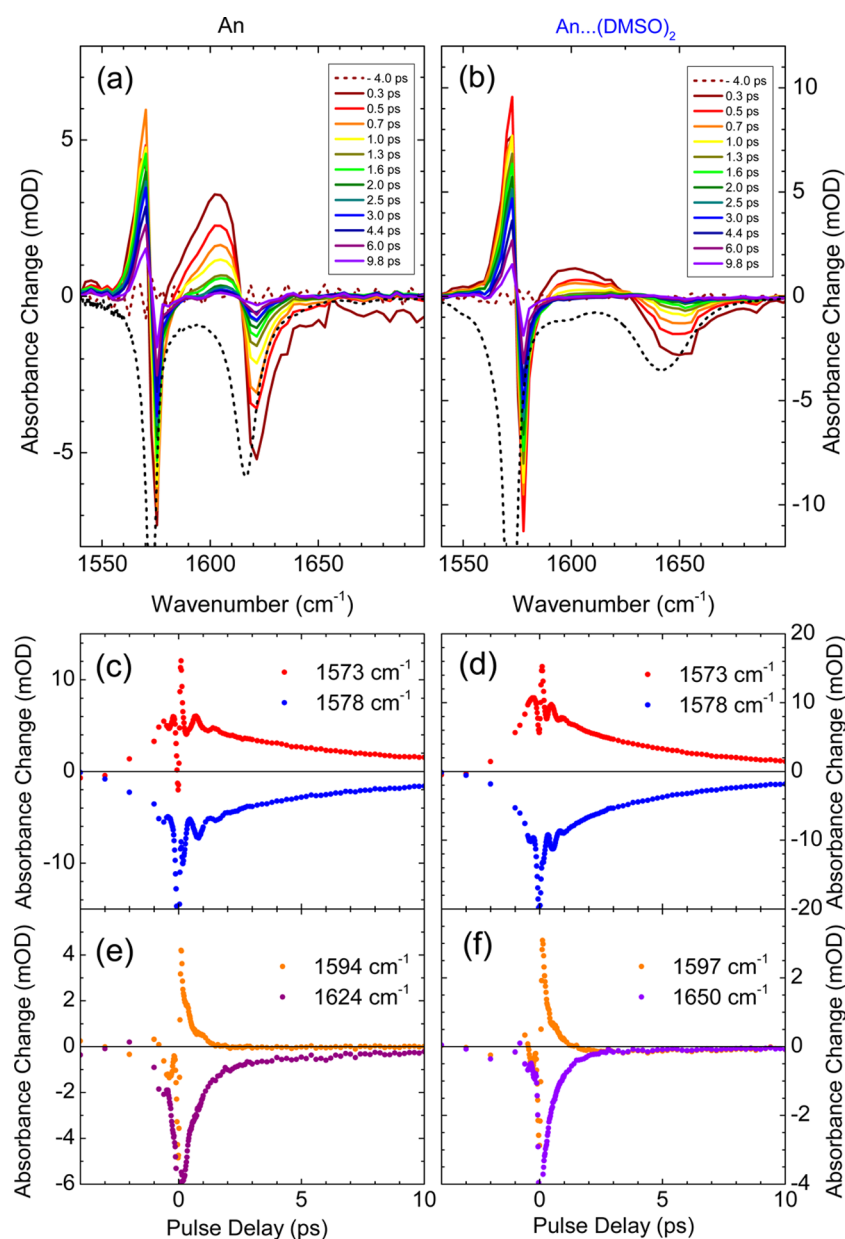 An
An...(DMSO)₂
(a)
- 4.0 ps
0.3 ps
0.5 ps
0.7 ps
1.0 ps
1.3 ps
1.6 ps
2.0 ps
2.5 ps
3.0 ps
4.4 ps
6.0 ps
9.8 ps
(b)
- 4.0 ps
0.3 ps
0.5 ps
0.7 ps
1.0 ps
1.3 ps
1.6 ps
2.0 ps
2.5 ps
3.0 ps
4.4 ps
6.0 ps
9.8 ps
Absorbance Change (mOD)
5
0
-5
10
5
0
-5
-10
Absorbance Change (mOD)
1550 1600 1650
1550 1600 1650
Wavenumber (cm⁻¹)
Wavenumber (cm⁻¹)
(c)
1573 cm⁻¹
1578 cm⁻¹
(d)
1573 cm⁻¹
1578 cm⁻¹
Absorbance Change (mOD)
10
0
-10
20
10
0
-10
-20
Absorbance Change (mOD)
(e)
1594 cm⁻¹
1624 cm⁻¹
(f)
1597 cm⁻¹
1650 cm⁻¹
Absorbance Change (mOD)
4
2
0
-2
-4
-6
2
0
-2
-4
Absorbance Change (mOD)
0 5 10
0 5 10
Pulse Delay (ps)
Pulse Delay (ps)